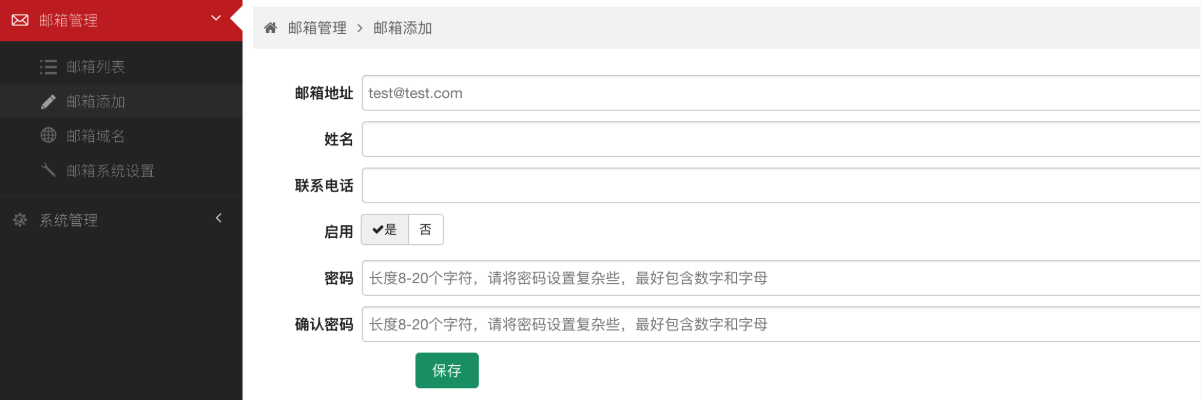 邮箱管理
邮箱列表
邮箱添加
邮箱域名
邮箱系统设置
系统管理
邮箱管理 > 邮箱添加
邮箱地址 test@test.com
姓名
联系电话
启用 是 否
密码 长度8-20个字符，请将密码设置复杂些，最好包含数字和字母
确认密码 长度8-20个字符，请将密码设置复杂些，最好包含数字和字母
保存